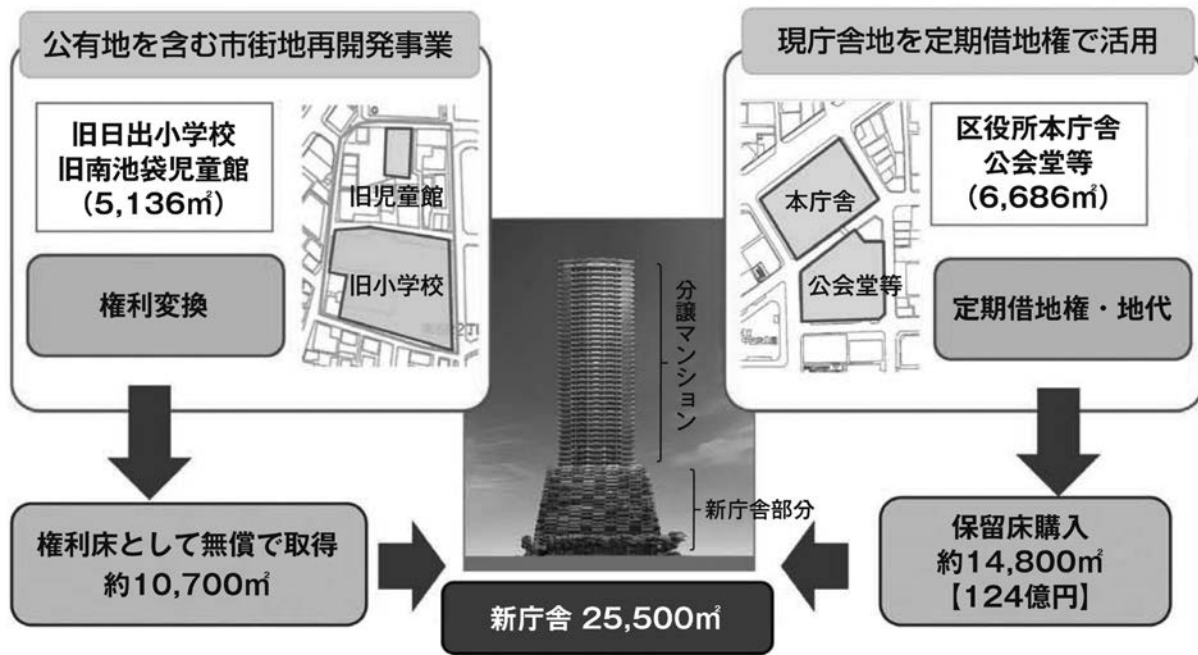 公有地を含む市街地再開発事業
旧日出小学校
旧南池袋児童館
(5,136㎡)
旧児童館
旧小学校
権利変換
権利床として無償で取得
約10,700㎡
現庁舎地を定期借地権で活用
本庁舎
公会堂等
区役所本庁舎
公会堂等
(6,686㎡)
定期借地権・地代
保留床購入
約14,800㎡
【124億円】
分譲マンション
新庁舎部分
新庁舎 25,500㎡